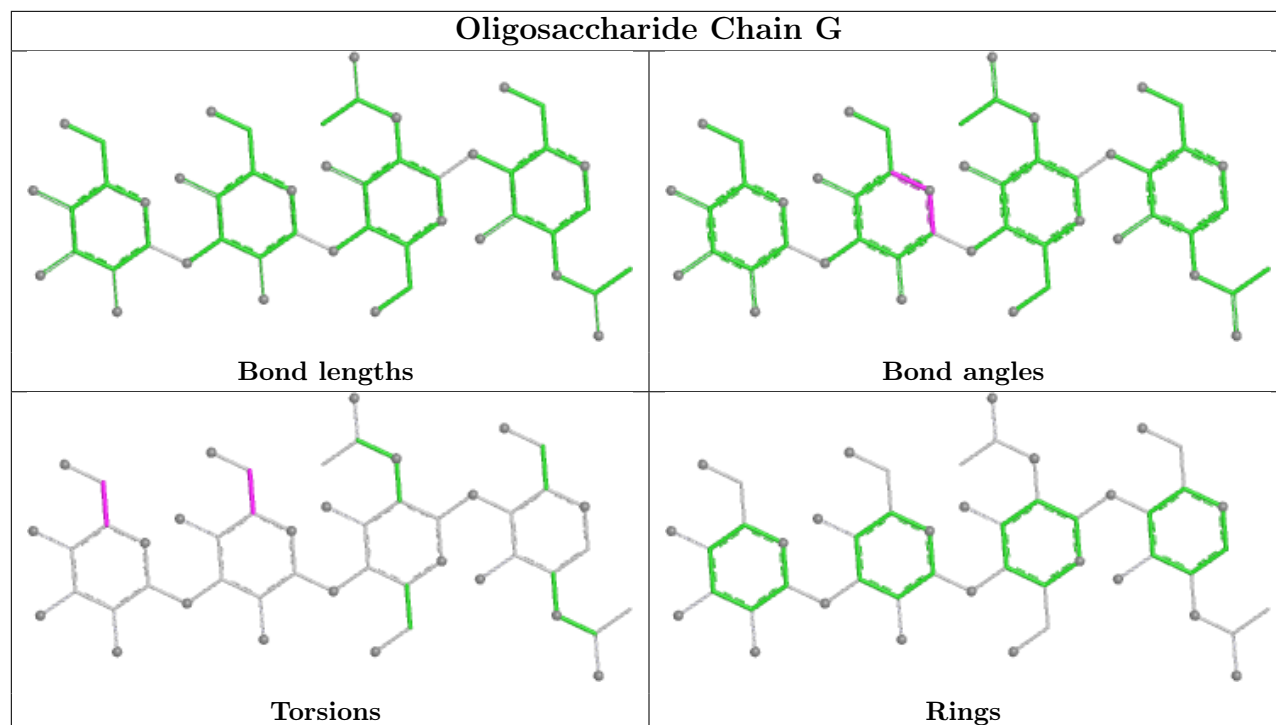 Oligosaccharide Chain G
Bond lengths
Bond angles
Torsions
Rings